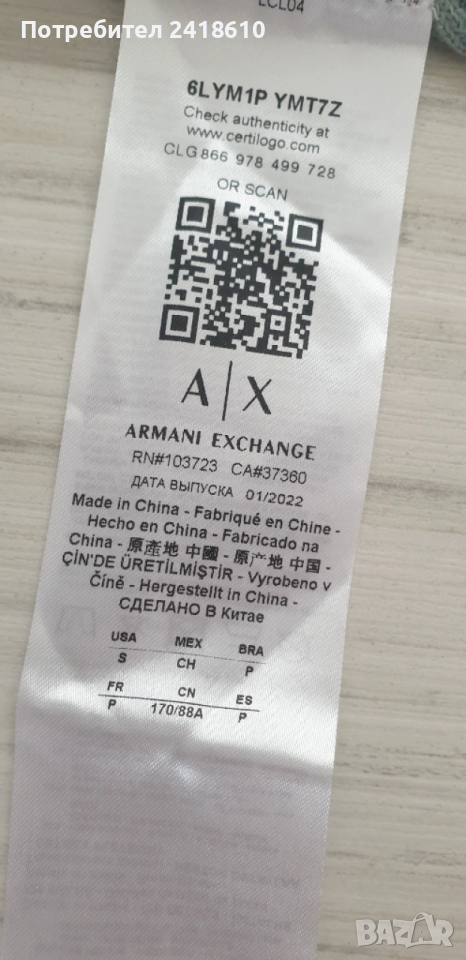 Потребител 2418610
LCL04
6LYM1P YMT7Z
Check authenticity at
www.certilogo.com
CLG 866 978 499 728
OR SCAN
A|X
ARMANI EXCHANGE
RN#103723 CA#37360
ДАТА ВЫПУСКА 01/2022
Made in China - Fabriqué en Chine -
Hecho en China - Fabricado na
China - 原產地 中國 - 原产地 中国 -
ÇİN'DE ÜRETİLMİŞTİR - Vyrobeno v
Číně - Hergestellt in China -
СДЕЛАНО В Китае
USA MEX BRA
S CH P
FR CN ES
P 170/88A P
BAZAR